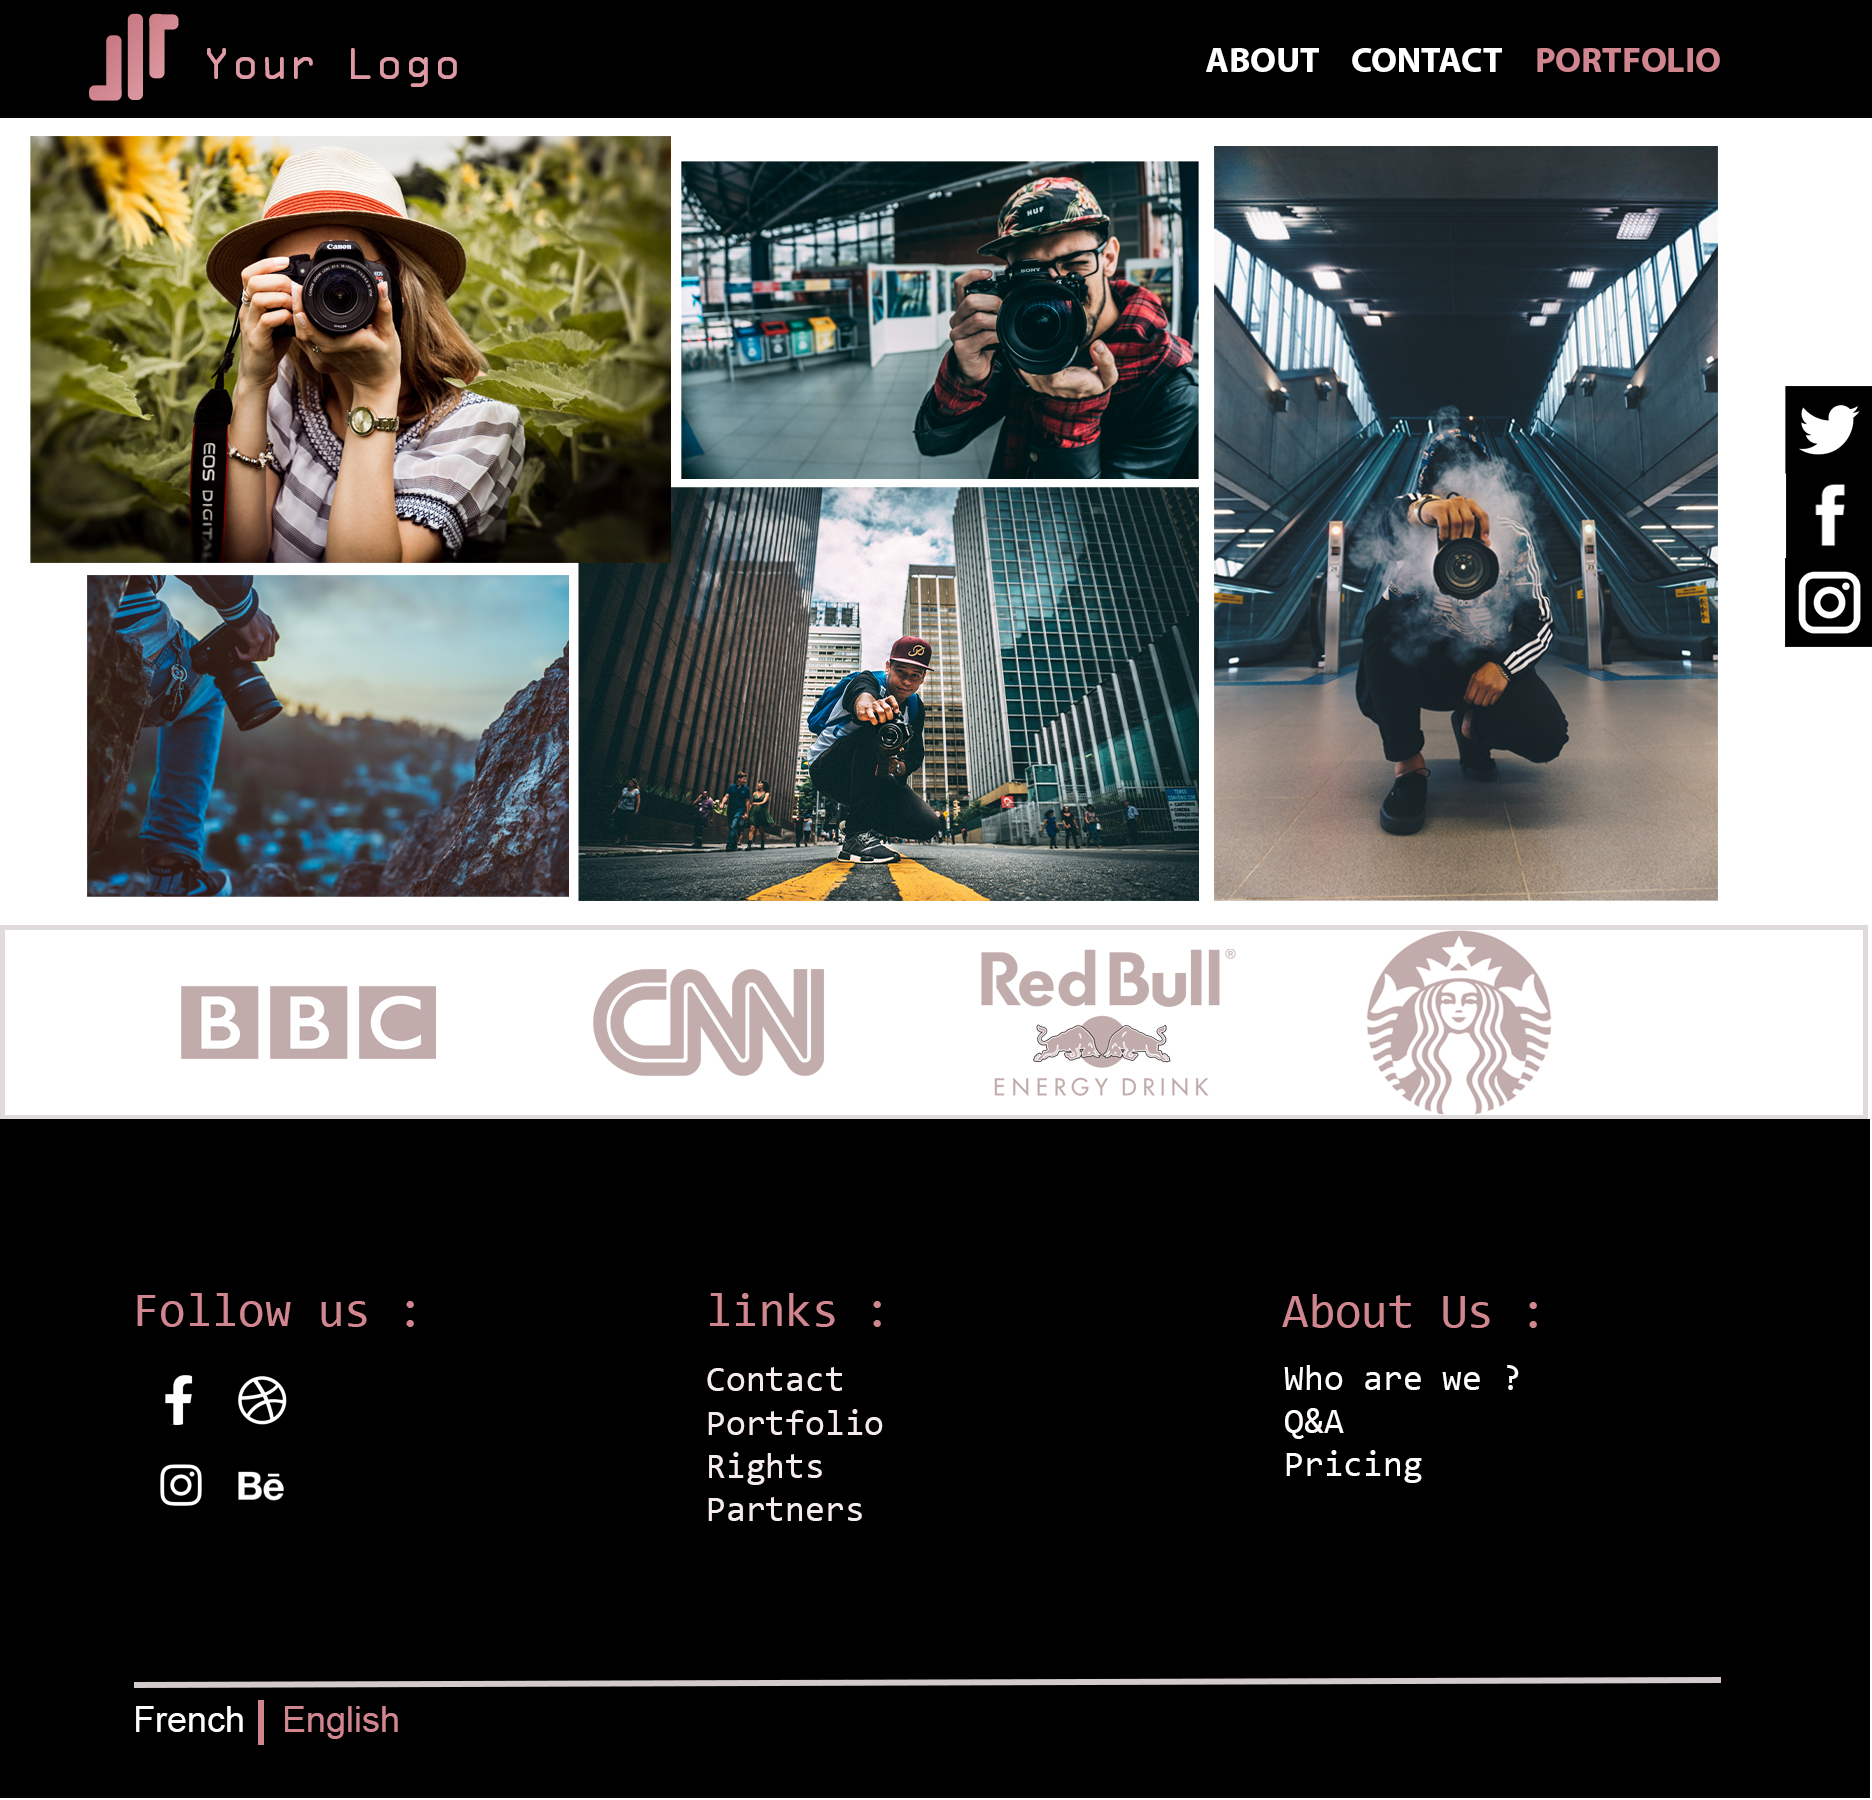 Your Logo
ABOUT CONTACT PORTFOLIO
Canon
EOS DIGITAL
HUF
SONY
BBC
CNN
Red Bull®
ENERGY DRINK
Follow us :
Bē
links :
Contact
Portfolio
Rights
Partners
About Us :
Who are we ?
Q&A
Pricing
French
English